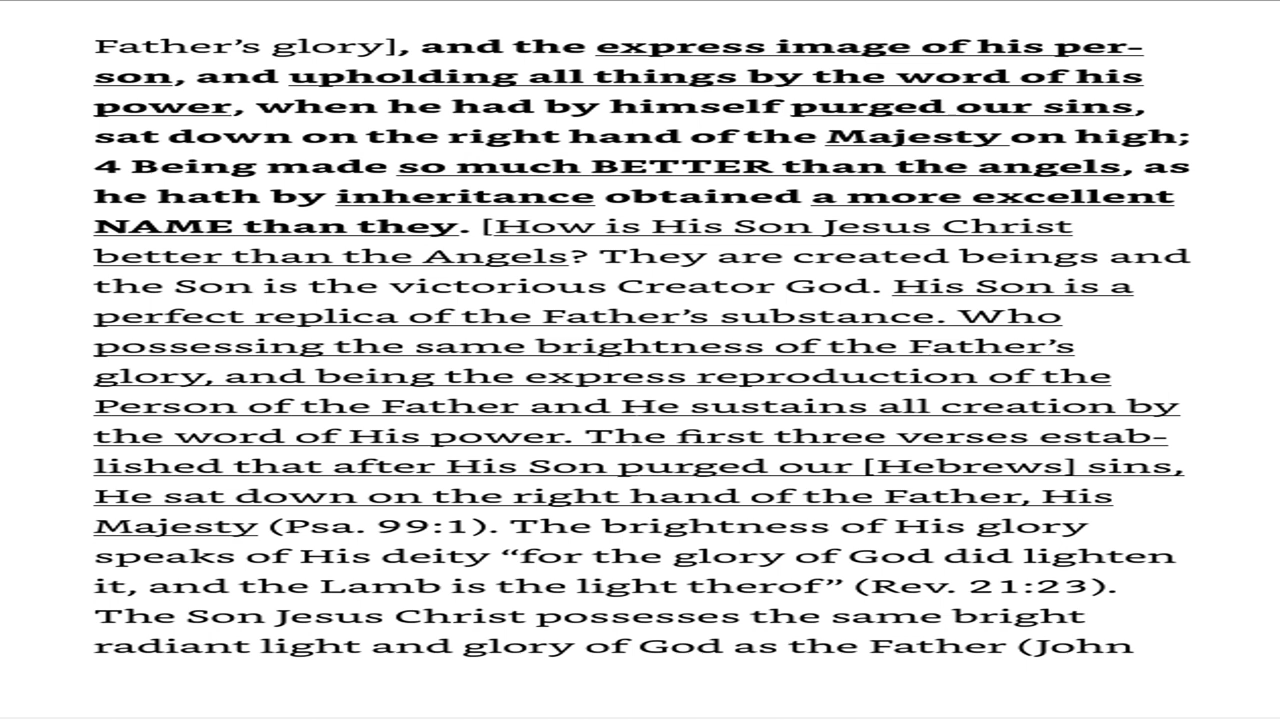 Father’s glory], and the express image of his per-
son, and upholding all things by the word of his
power, when he had by himself purged our sins,
sat down on the right hand of the Majesty on high;
4 Being made so much BETTER than the angels, as
he hath by inheritance obtained a more excellent
NAME than they. [How is His Son Jesus Christ
better than the Angels? They are created beings and
the Son is the victorious Creator God. His Son is a
perfect replica of the Father’s substance. Who
possessing the same brightness of the Father’s
glory, and being the express reproduction of the
Person of the Father and He sustains all creation by
the word of His power. The first three verses estab-
lished that after His Son purged our [Hebrews] sins,
He sat down on the right hand of the Father, His
Majesty (Psa. 99:1). The brightness of His glory
speaks of His deity “for the glory of God did lighten
it, and the Lamb is the light therof” (Rev. 21:23).
The Son Jesus Christ possesses the same bright
radiant light and glory of God as the Father (John